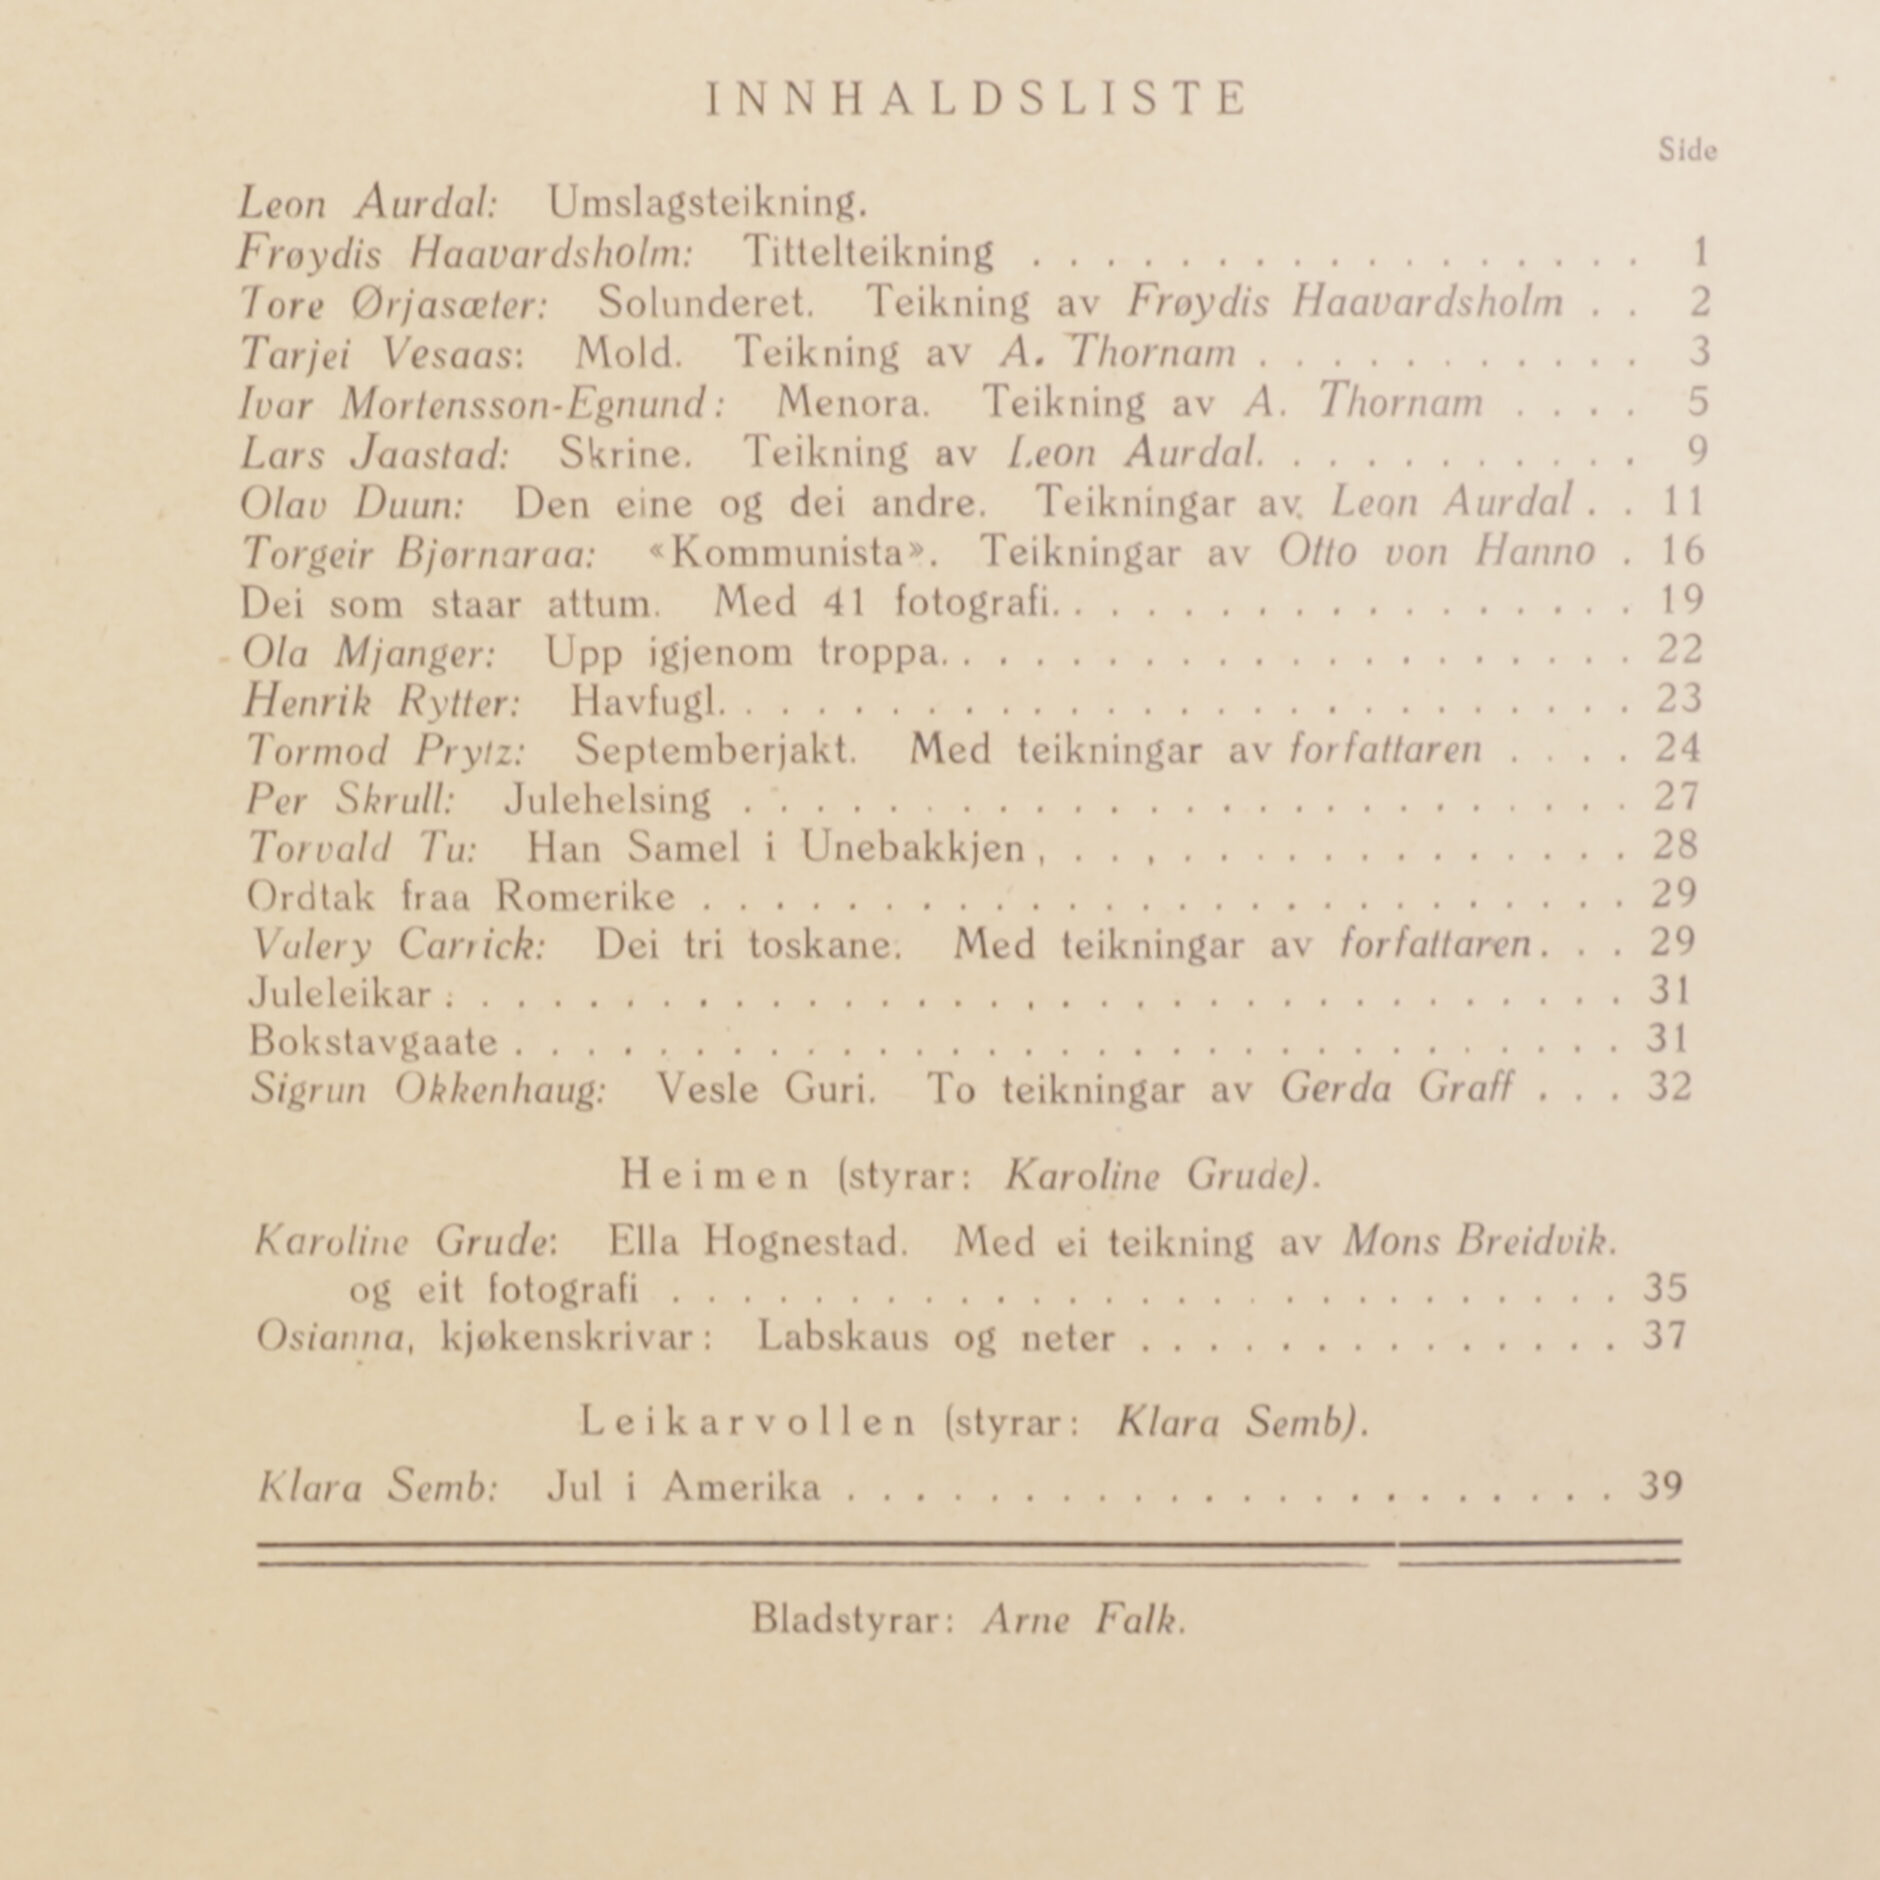 INNHALDSLISTE
Side
Leon Aurdal: Umslagsteikning.
Frøydis Haavardsholm: Tittelteikning . . . . . . . . . . . . . . . . . 1
Tore Ørjasæter: Solunderet. Teikning av Frøydis Haavardsholm . . 2
Tarjei Vesaas: Mold. Teikning av A. Thornam . . . . . . . . . . . 3
Ivar Mortensson-Egnund: Menora. Teikning av A. Thornam . . . . 5
Lars Jaastad: Skrine. Teikning av Leon Aurdal. . . . . . . . . . . 9
Olav Duun: Den eine og dei andre. Teikningar av Leon Aurdal . . 11
Torgeir Bjørnaraa: «Kommunista». Teikningar av Otto von Hanno . 16
Dei som staar attum. Med 41 fotografi. . . . . . . . . . . . . . . . . 19
Ola Mjanger: Upp igjenom troppa. . . . . . . . . . . . . . . . . . . . 22
Henrik Rytter: Havfugl. . . . . . . . . . . . . . . . . . . . . . . . . . 23
Tormod Prytz: Septemberjakt. Med teikningar av forfattaren . . . . 24
Per Skrull: Julehelsing . . . . . . . . . . . . . . . . . . . . . . . . . 27
Torvald Tu: Han Samel i Unebakkjen, . . . . . . . . . . . . . . . . 28
Ordtak fraa Romerike . . . . . . . . . . . . . . . . . . . . . . . . . . 29
Valery Carrick: Dei tri toskane. Med teikningar av forfattaren. . . 29
Juleleikar . . . . . . . . . . . . . . . . . . . . . . . . . . . . . . . . . 31
Bokstavgaate . . . . . . . . . . . . . . . . . . . . . . . . . . . . . . . 31
Sigrun Okkenhaug: Vesle Guri. To teikningar av Gerda Graff . . . 32
Heimen (styrar: Karoline Grude).
Karoline Grude: Ella Hognestad. Med ei teikning av Mons Breidvik.
og eit fotografi . . . . . . . . . . . . . . . . . . . . . . . . . . . 35
Osianna, kjøkenskrivar: Labskaus og neter . . . . . . . . . . . . . . 37
Leikarvollen (styrar: Klara Semb).
Klara Semb: Jul i Amerika . . . . . . . . . . . . . . . . . . . . . . 39
Bladstyrar: Arne Falk.